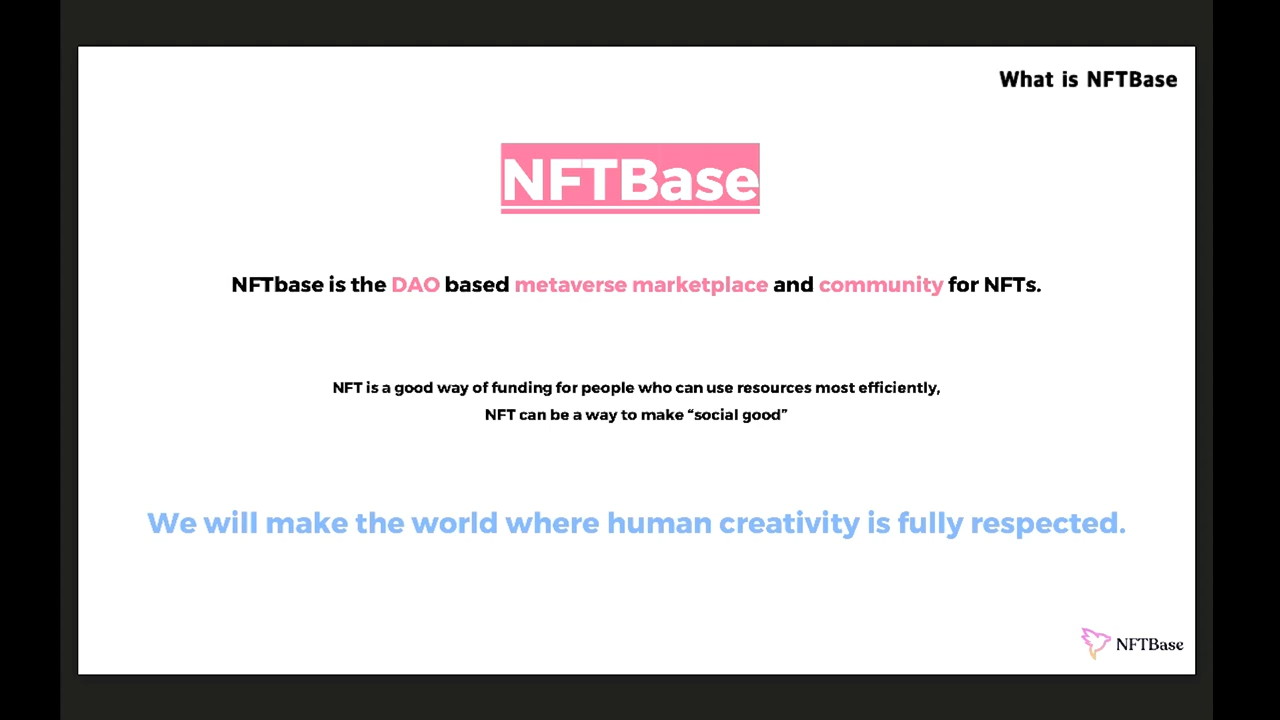 What is NFTBase
NFTBase
NFTbase is the DAO based metaverse marketplace and community for NFTs.
NFT is a good way of funding for people who can use resources most efficiently,
NFT can be a way to make “social good”
We will make the world where human creativity is fully respected.
NFTBase